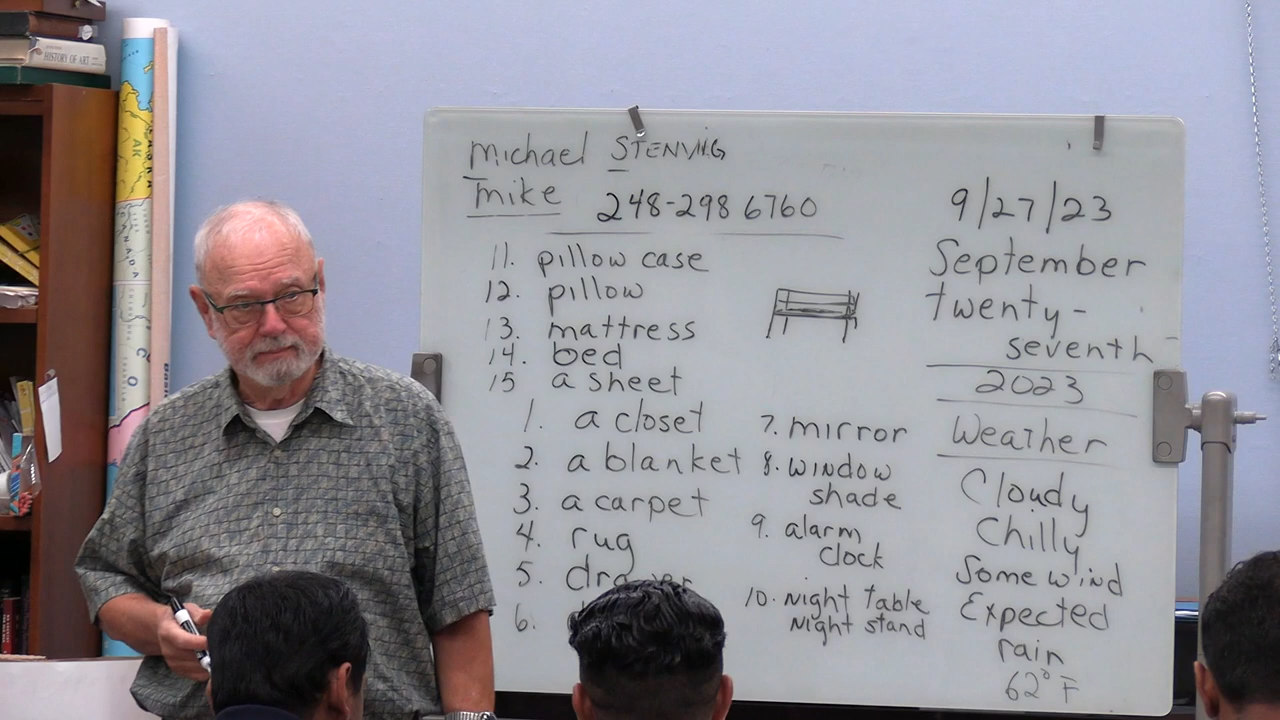 HISTORY OF ART
AK
CANADA
Michael STENVIG
Mike 248-298 6760
11. pillow case
12. pillow
13. mattress
14. bed
15 a sheet
1. a closet
2. a blanket
3. a carpet
4. rug
5.
6.
7. mirror
8. window
shade
9. alarm
clock
10. Night table
Night stand
9/27/23
September
twenty-
seventh
2023
Weather
Cloudy
Chilly
Some wind
Expected
rain
62° F